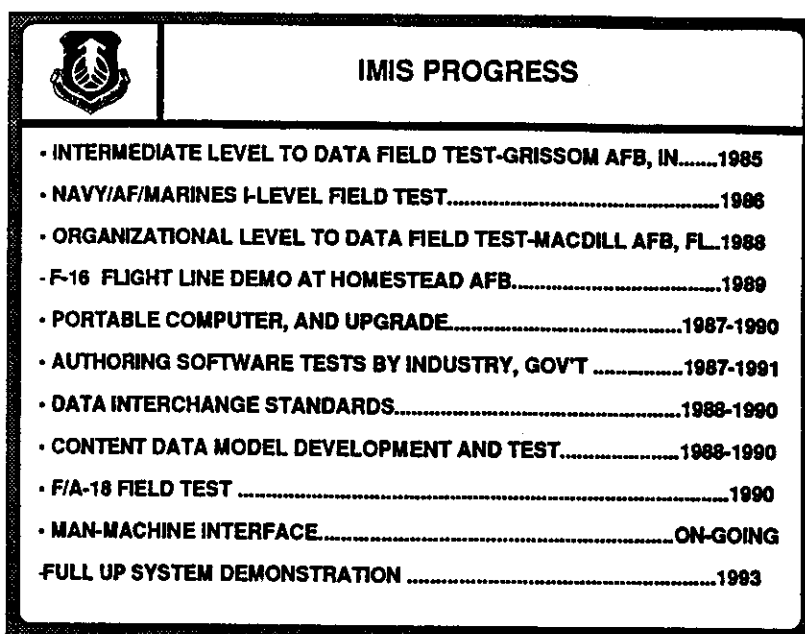 IMIS PROGRESS
· INTERMEDIATE LEVEL TO DATA FIELD TEST-GRISSOM AFB, IN.......1985
· NAVY/AF/MARINES I-LEVEL FIELD TEST..............................................1986
· ORGANIZATIONAL LEVEL TO DATA FIELD TEST-MACDILL AFB, FL..1988
- F-16 FLIGHT LINE DEMO AT HOMESTEAD AFB...................................1989
· PORTABLE COMPUTER, AND UPGRADE.......................................1987-1990
· AUTHORING SOFTWARE TESTS BY INDUSTRY, GOV'T ...............1987-1991
· DATA INTERCHANGE STANDARDS................................................1988-1990
· CONTENT DATA MODEL DEVELOPMENT AND TEST....................1988-1990
· F/A-18 FIELD TEST ...................................................................................1990
· MAN-MACHINE INTERFACE............................................................ON-GOING
-FULL UP SYSTEM DEMONSTRATION ....................................................1993